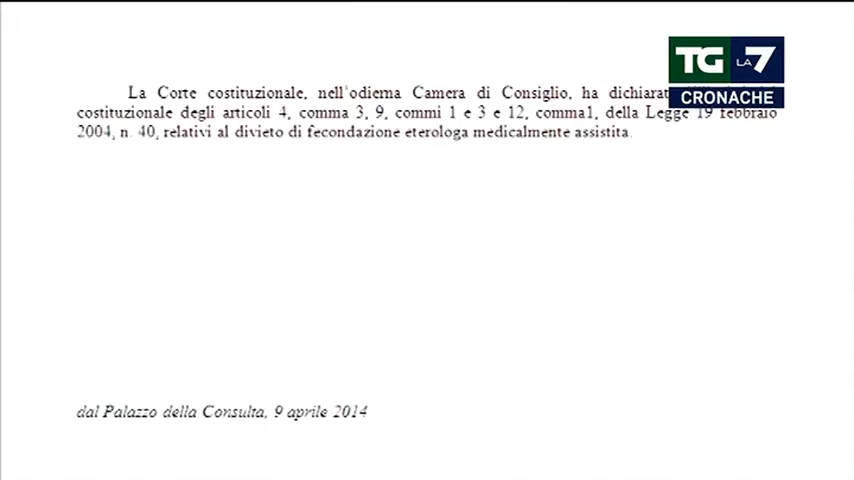 TG LA 7
CRONACHE
La Corte costituzionale, nell'odierna Camera di Consiglio, ha dichiarat
costituzionale degli articoli 4, comma 3, 9, commi 1 e 3 e 12, comma1, della Legge 19 febbraio
2004, n. 40, relativi al divieto di fecondazione eterologa medicalmente assistita.
dal Palazzo della Consulta, 9 aprile 2014